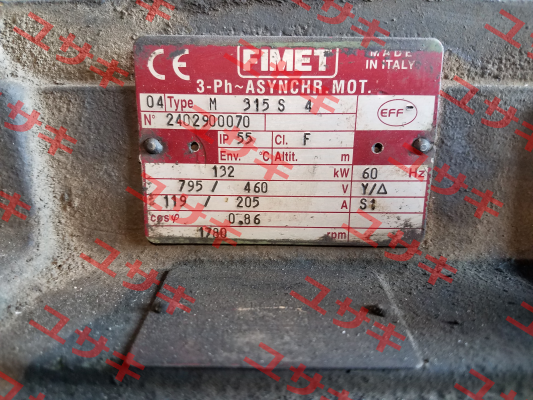 CE FIMET MADE IN ITALY
3-Ph~ASYNCHR.MOT.
04 Type M 315 S 4
N° 2402900070 EFF
IP 55 Cl. F
Env. °C Altit. m
132 kW 60 Hz
795 / 460 V Y/Δ
119 / 205 A S1
cosφ 0.86
1780 rpm
ユサキ